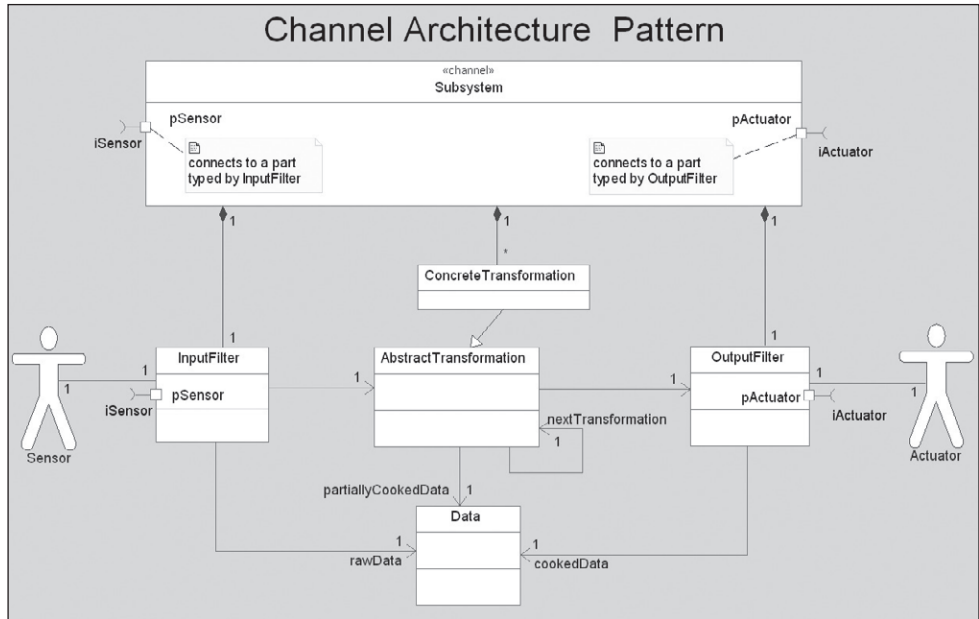 Channel Architecture Pattern
«channel»
Subsystem
pSensor
pActuator
iSensor
iActuator
connects to a part
typed by InputFilter
connects to a part
typed by OutputFilter
1
1
1
*
ConcreteTransformation
1
1
InputFilter
AbstractTransformation
OutputFilter
1
1
1
1
1
1
iSensor
pSensor
pActuator
iActuator
nextTransformation
1
Sensor
Actuator
partiallyCookedData
1
Data
1
rawData
1
cookedData